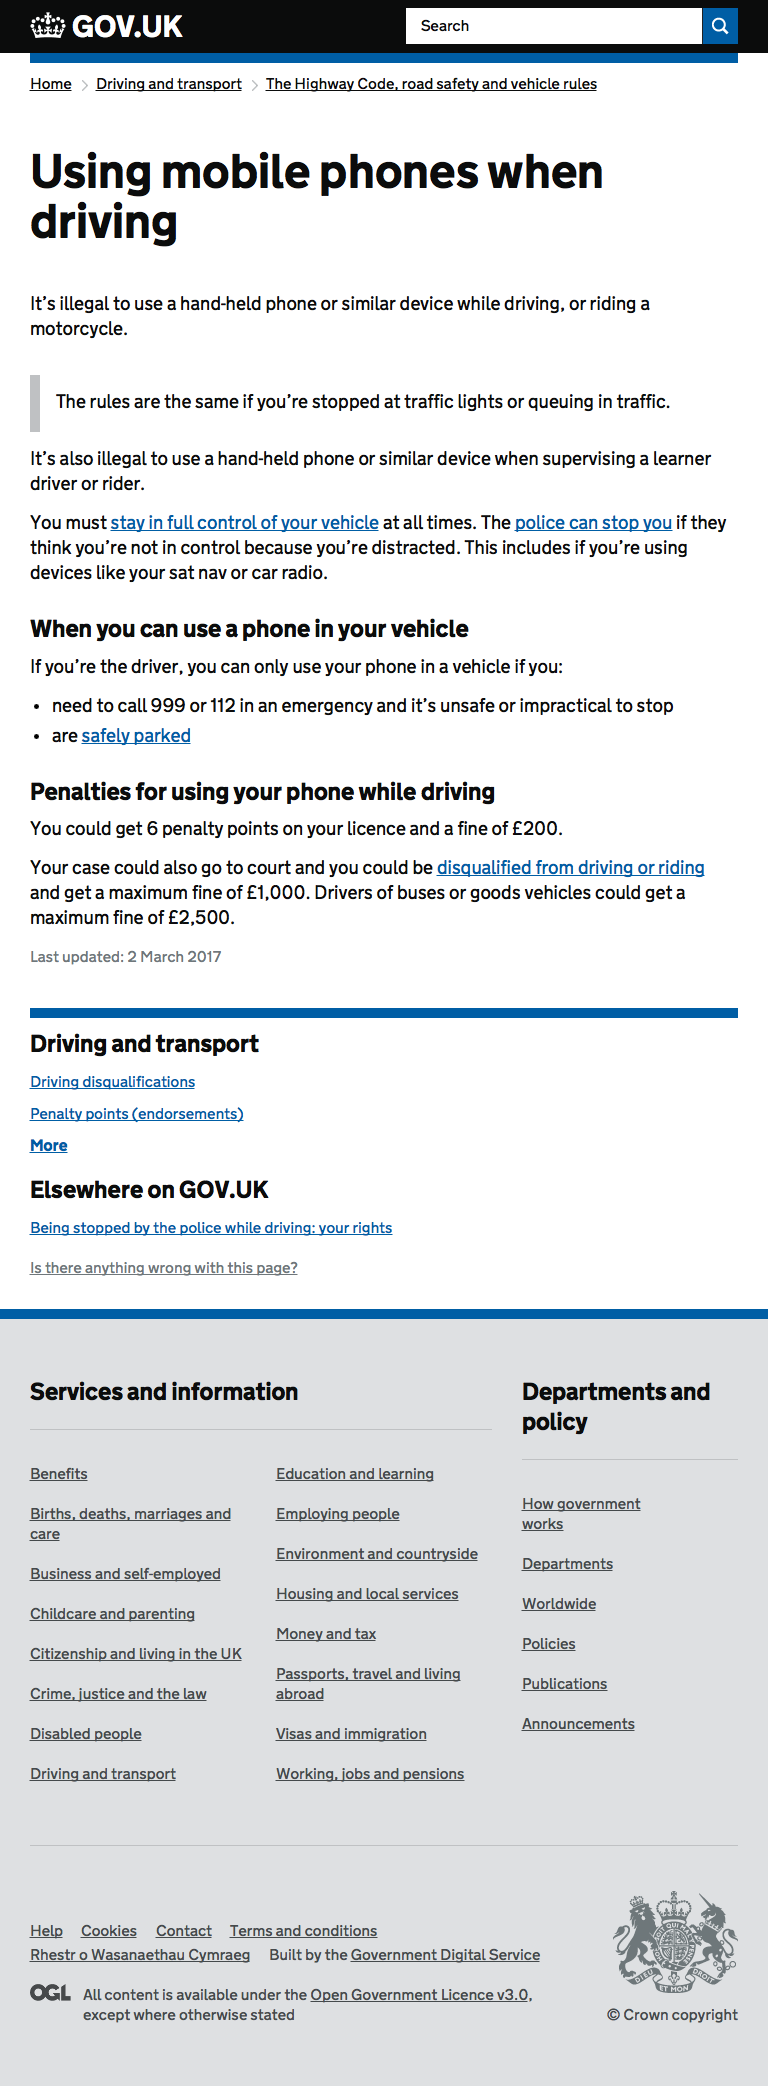 GOV.UK
Search
Home
Driving and transport
The Highway Code, road safety and vehicle rules
Using mobile phones when
driving
It’s illegal to use a hand-held phone or similar device while driving, or riding a
motorcycle.
The rules are the same if you’re stopped at traffic lights or queuing in traffic.
It’s also illegal to use a hand-held phone or similar device when supervising a learner
driver or rider.
You must stay in full control of your vehicle at all times. The police can stop you if they
think you’re not in control because you’re distracted. This includes if you’re using
devices like your sat nav or car radio.
When you can use a phone in your vehicle
If you’re the driver, you can only use your phone in a vehicle if you:
• need to call 999 or 112 in an emergency and it’s unsafe or impractical to stop
• are safely parked
Penalties for using your phone while driving
You could get 6 penalty points on your licence and a fine of £200.
Your case could also go to court and you could be disqualified from driving or riding
and get a maximum fine of £1,000. Drivers of buses or goods vehicles could get a
maximum fine of £2,500.
Last updated: 2 March 2017
Driving and transport
Driving disqualifications
Penalty points (endorsements)
More
Elsewhere on GOV.UK
Being stopped by the police while driving: your rights
Is there anything wrong with this page?
Services and information
Benefits
Births, deaths, marriages and
care
Business and self-employed
Childcare and parenting
Citizenship and living in the UK
Crime, justice and the law
Disabled people
Driving and transport
Education and learning
Employing people
Environment and countryside
Housing and local services
Money and tax
Passports, travel and living
abroad
Visas and immigration
Working, jobs and pensions
Departments and
policy
How government
works
Departments
Worldwide
Policies
Publications
Announcements
Help
Cookies
Contact
Terms and conditions
Rhestr o Wasanaethau Cymraeg
Built by the Government Digital Service
OGL
All content is available under the Open Government Licence v3.0,
except where otherwise stated
DIEU ET MON DROIT
© Crown copyright